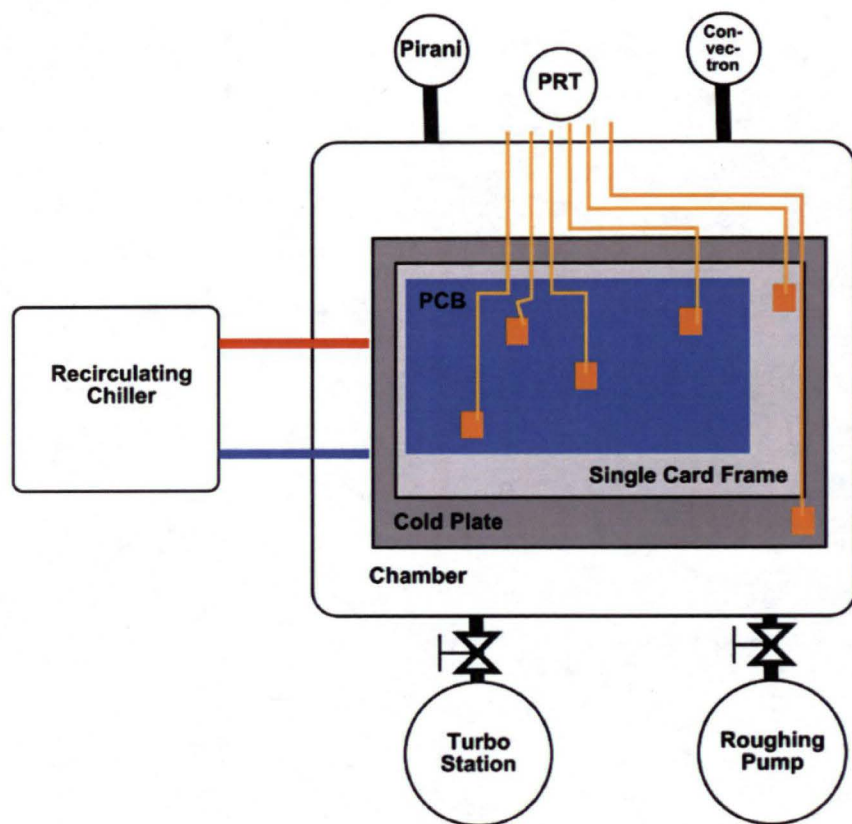 Pirani
PRT
Con-
vec-
tron
PCB
Recirculating
Chiller
Single Card Frame
Cold Plate
Chamber
Turbo
Station
Roughing
Pump